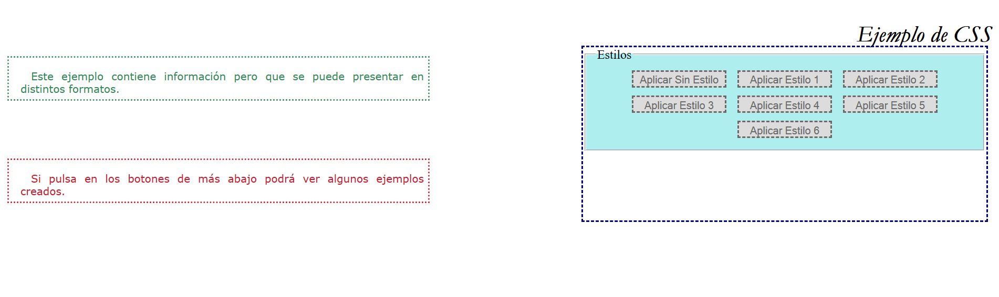 Ejemplo de CSS
Este ejemplo contiene información pero que se puede presentar en
distintos formatos.
Si pulsa en los botones de más abajo podrá ver algunos ejemplos
creados.
Estilos
Aplicar Sin Estilo
Aplicar Estilo 1
Aplicar Estilo 2
Aplicar Estilo 3
Aplicar Estilo 4
Aplicar Estilo 5
Aplicar Estilo 6